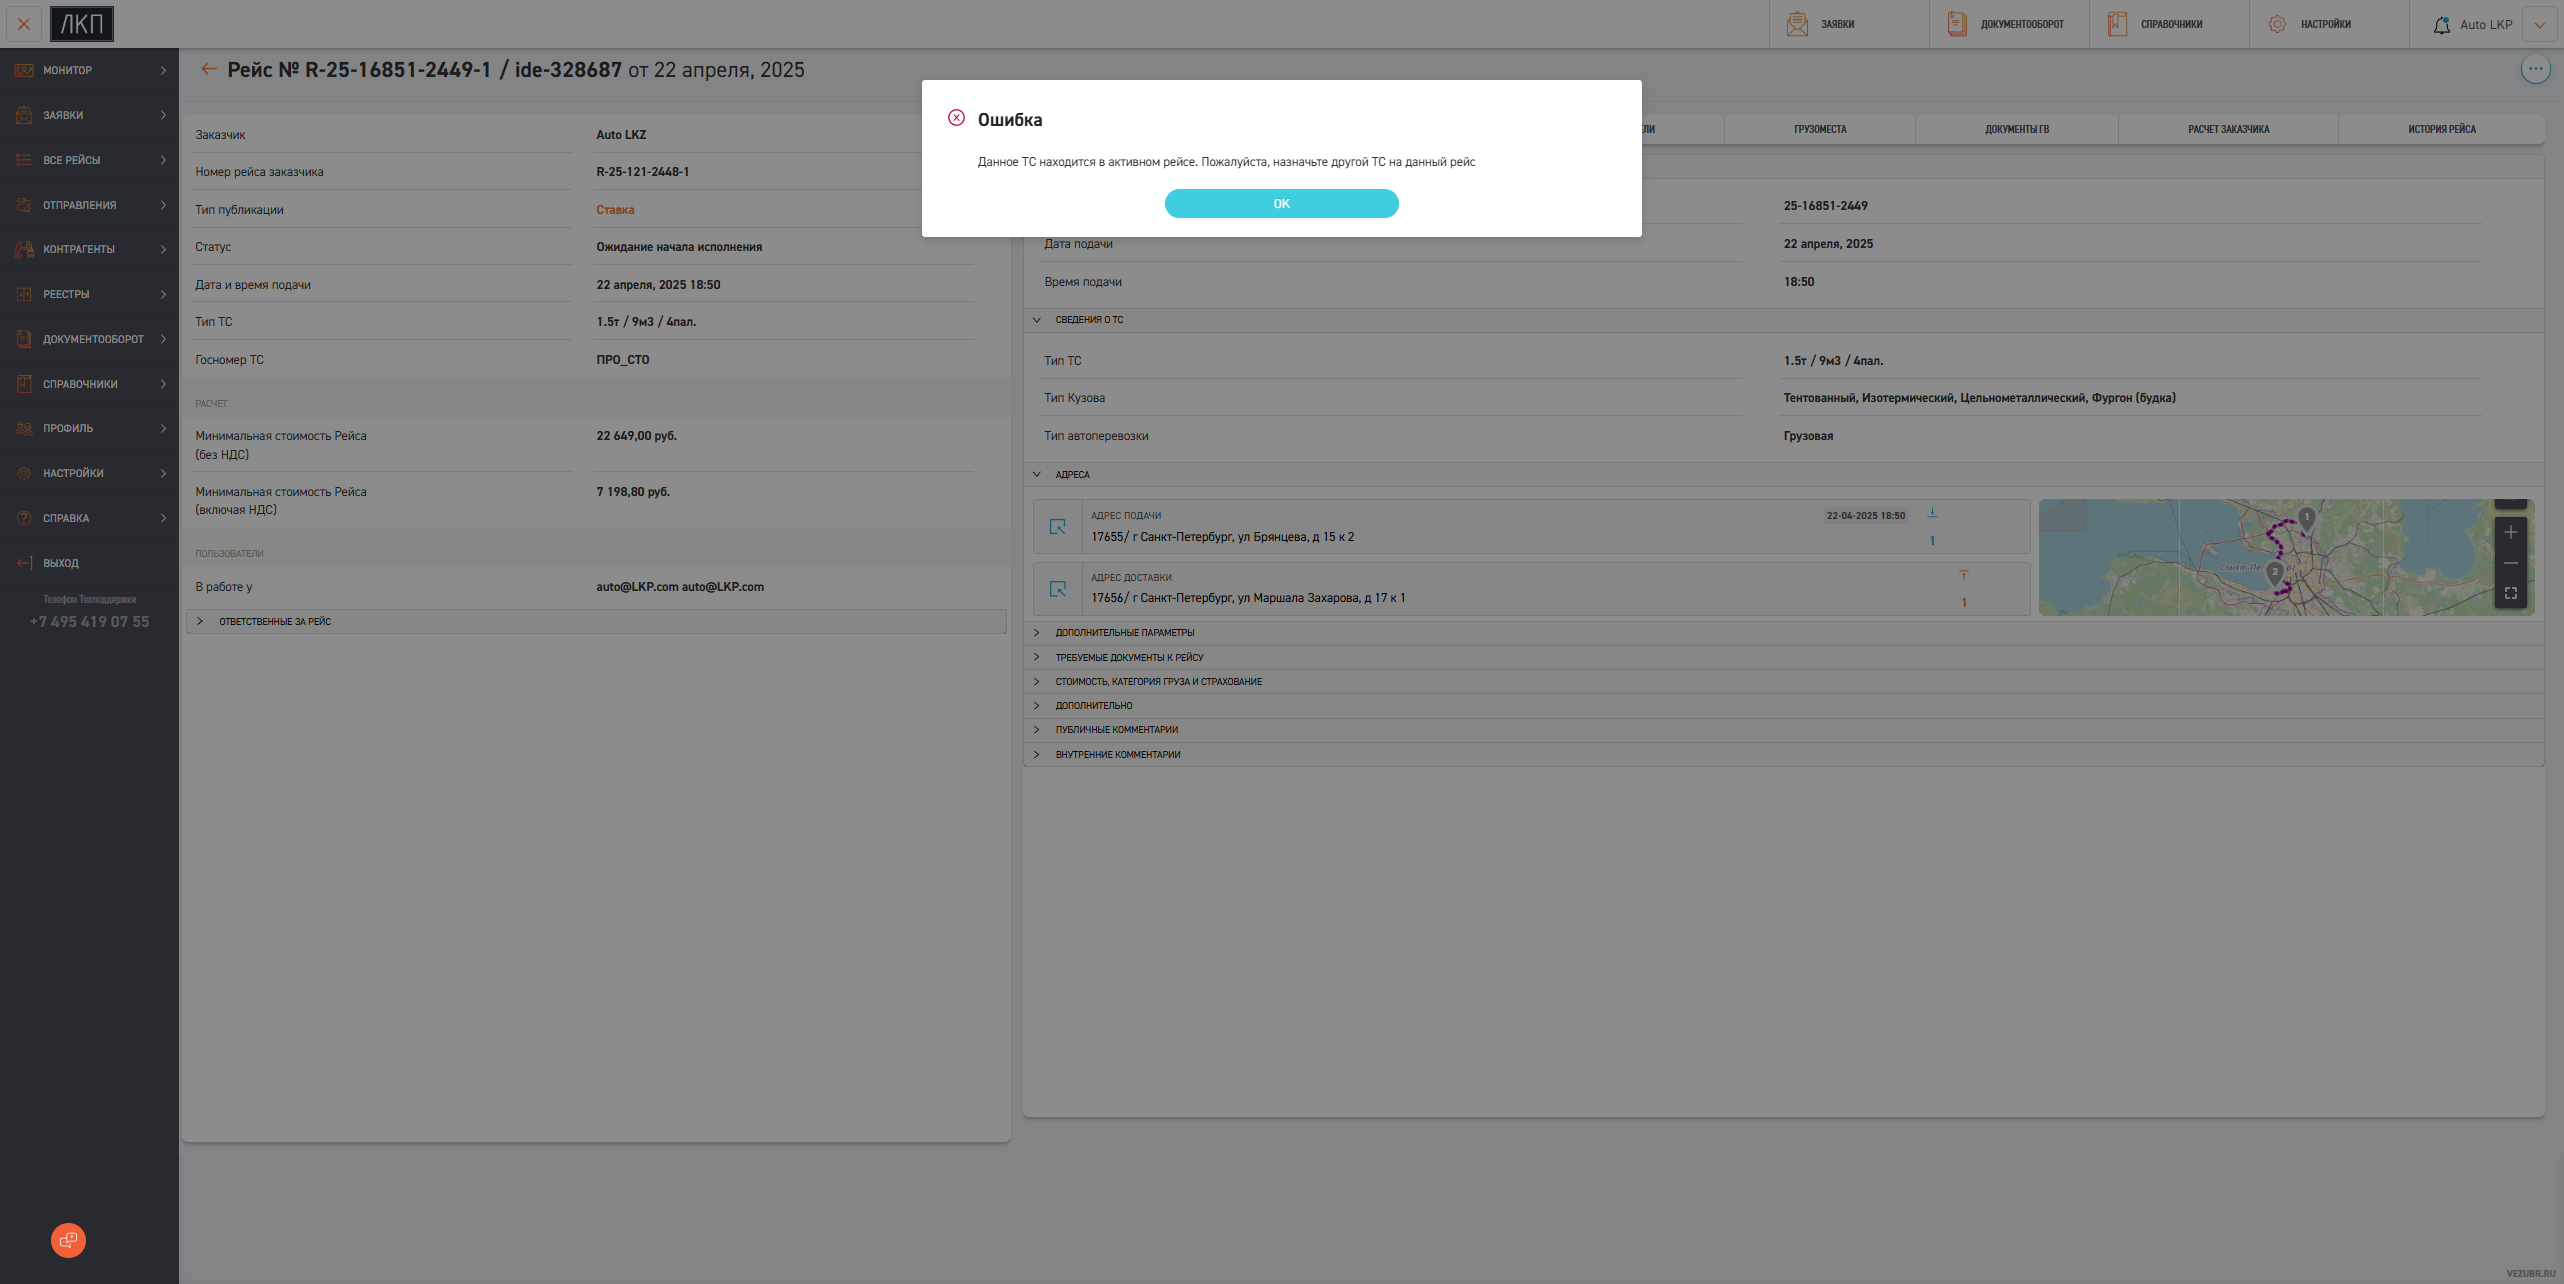 ЛКП
ЗАЯВКИ
ДОКУМЕНТООБОРОТ
СПРАВОЧНИКИ
НАСТРОЙКИ
Auto LKP
МОНИТОР
ЗАЯВКИ
ВСЕ РЕЙСЫ
ОТПРАВЛЕНИЯ
КОНТРАГЕНТЫ
РЕЕСТРЫ
ДОКУМЕНТООБОРОТ
СПРАВОЧНИКИ
ПРОФИЛЬ
НАСТРОЙКИ
СПРАВКА
ВЫХОД
Телефон Техподдержки
+7 495 419 07 55
Рейс № R-25-16851-2449-1 / ide-328687 от 22 апреля, 2025
Ошибка
Данное ТС находится в активном рейсе. Пожалуйста, назначьте другой ТС на данный рейс
OK
Заказчик Auto LKZ
Номер рейса заказчика R-25-121-2448-1
Тип публикации Ставка
Статус Ожидание начала исполнения
Дата и время подачи 22 апреля, 2025 18:50
Тип ТС 1.5т / 9м3 / 4пал.
Госномер ТС ПРО_СТО
РАСЧЕТ
Минимальная стоимость Рейса 22 649,00 руб.
(без НДС)
Минимальная стоимость Рейса 7 198,80 руб.
(включая НДС)
ПОЛЬЗОВАТЕЛИ
В работе у auto@LKP.com auto@LKP.com
ОТВЕТСТВЕННЫЕ ЗА РЕЙС
ЛИ
ГРУЗОМЕСТА
ДОКУМЕНТЫ ГВ
РАСЧЕТ ЗАКАЗЧИКА
ИСТОРИЯ РЕЙСА
25-16851-2449
Дата подачи 22 апреля, 2025
Время подачи 18:50
СВЕДЕНИЯ О ТС
Тип ТС 1.5т / 9м3 / 4пал.
Тип Кузова Тентованный, Изотермический, Цельнометаллический, Фургон (будка)
Тип автоперевозки Грузовая
АДРЕСА
АДРЕС ПОДАЧИ 22-04-2025 18:50
17655/ г Санкт-Петербург, ул Брянцева, д 15 к 2 1
АДРЕС ДОСТАВКИ
17656/ г Санкт-Петербург, ул Маршала Захарова, д 17 к 1 1
1
2
ДОПОЛНИТЕЛЬНЫЕ ПАРАМЕТРЫ
ТРЕБУЕМЫЕ ДОКУМЕНТЫ К РЕЙСУ
СТОИМОСТЬ, КАТЕГОРИЯ ГРУЗА И СТРАХОВАНИЕ
ДОПОЛНИТЕЛЬНО
ПУБЛИЧНЫЕ КОММЕНТАРИИ
ВНУТРЕННИЕ КОММЕНТАРИИ
VEZUBR.RU